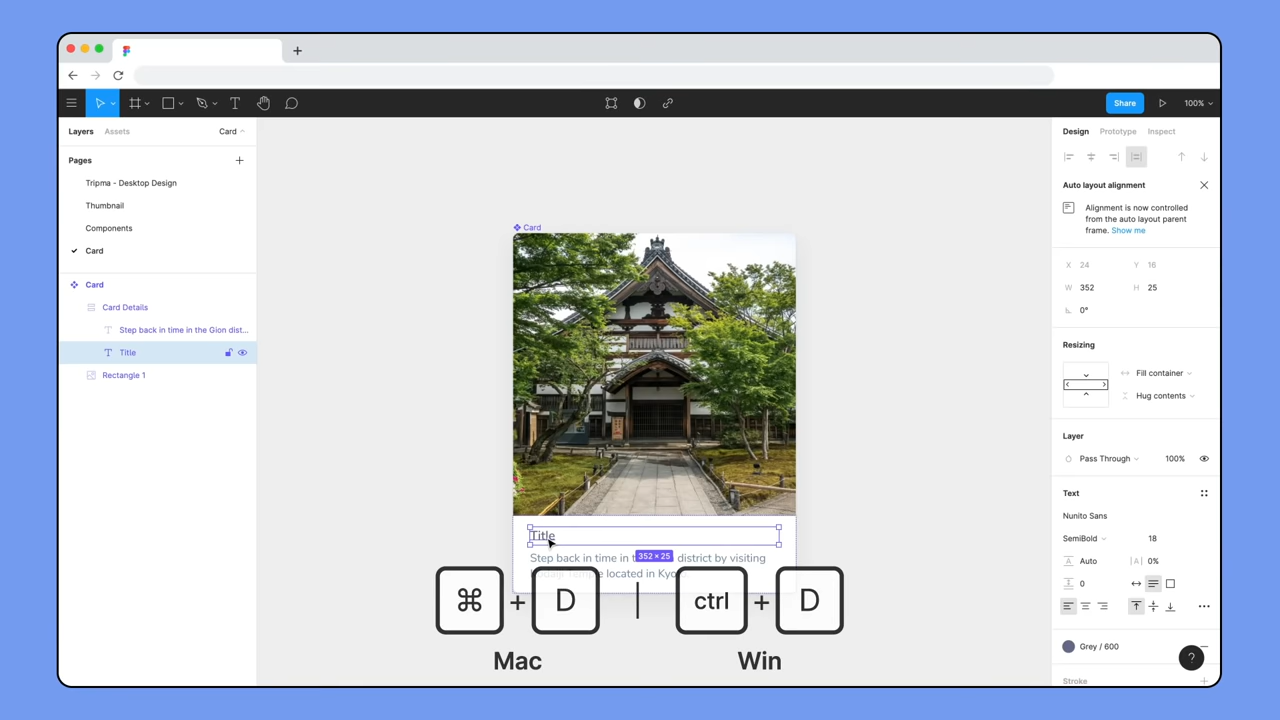 Share
100%
Layers
Assets
Card
Pages
Tripma - Desktop Design
Thumbnail
Components
Card
Card
Card Details
Step back in time in the Gion dist...
Title
Rectangle 1
Card
Title
Step back in time in t
352 × 25
district by visiting
located in Kyo
⌘ + D | ctrl + D
Mac
Win
Design
Prototype
Inspect
Auto layout alignment
Alignment is now controlled
from the auto layout parent
frame. Show me
X 24
Y 16
W 352
H 25
0°
Resizing
Fill container
Hug contents
Layer
Pass Through
100%
Text
Nunito Sans
SemiBold
18
Auto
|A| 0%
0
Grey / 600
?
Stroke